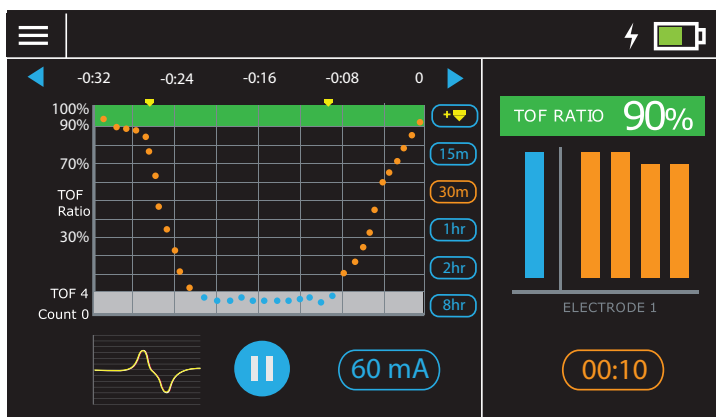 -0:32 -0:24 -0:16 -0:08 0
100%
90%
70%
TOF
Ratio
30%
TOF 4
Count 0
+
15m
30m
1hr
2hr
8hr
60 mA
TOF RATIO 90%
ELECTRODE 1
00:10